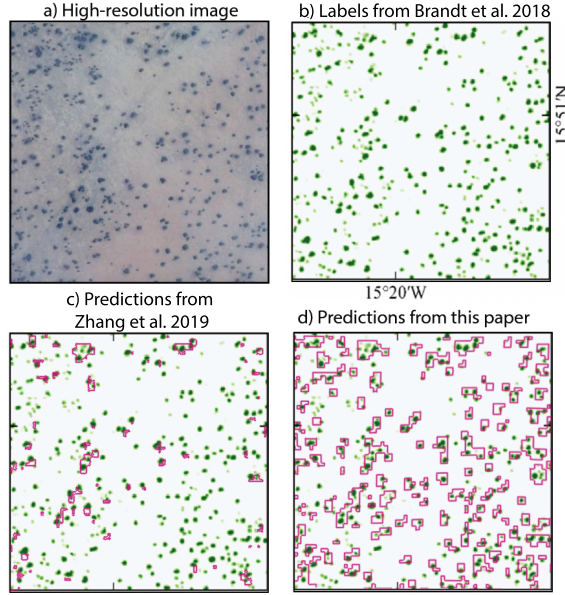 a) High-resolution image
b) Labels from Brandt et al. 2018
15°51'N
15°20'W
c) Predictions from
Zhang et al. 2019
d) Predictions from this paper